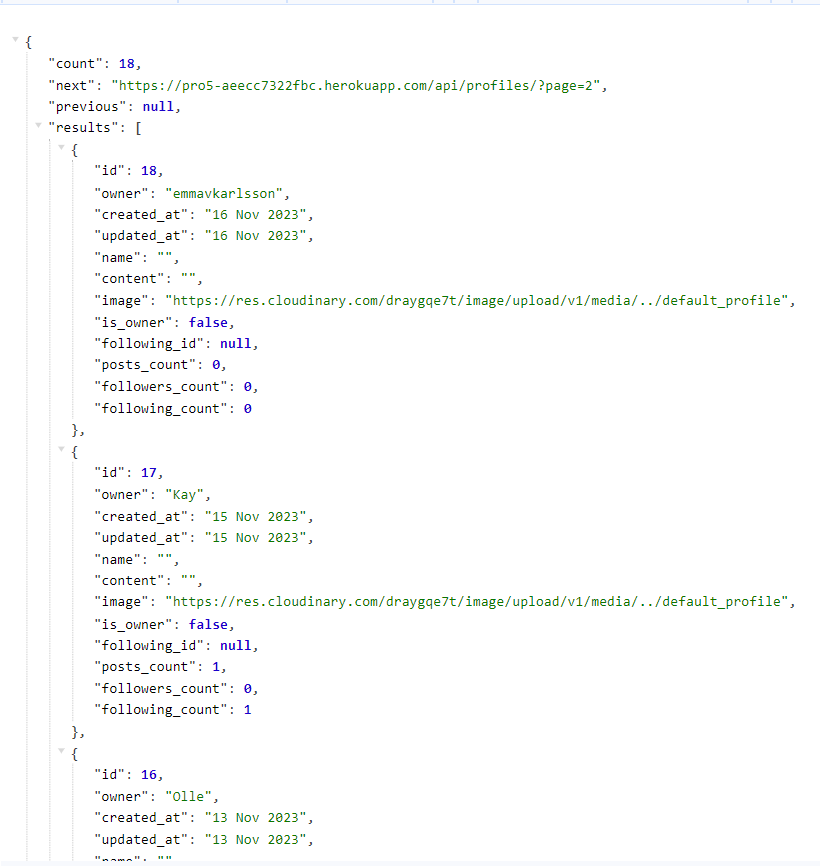 {
"count": 18,
"next": "https://pro5-aeecc7322fbc.herokuapp.com/api/profiles/?page=2",
"previous": null,
"results": [
{
"id": 18,
"owner": "emmavkarlsson",
"created_at": "16 Nov 2023",
"updated_at": "16 Nov 2023",
"name": "",
"content": "",
"image": "https://res.cloudinary.com/draygqe7t/image/upload/v1/media/../default_profile",
"is_owner": false,
"following_id": null,
"posts_count": 0,
"followers_count": 0,
"following_count": 0
},
{
"id": 17,
"owner": "Kay",
"created_at": "15 Nov 2023",
"updated_at": "15 Nov 2023",
"name": "",
"content": "",
"image": "https://res.cloudinary.com/draygqe7t/image/upload/v1/media/../default_profile",
"is_owner": false,
"following_id": null,
"posts_count": 1,
"followers_count": 0,
"following_count": 1
},
{
"id": 16,
"owner": "Olle",
"created_at": "13 Nov 2023",
"updated_at": "13 Nov 2023",
"name": ""